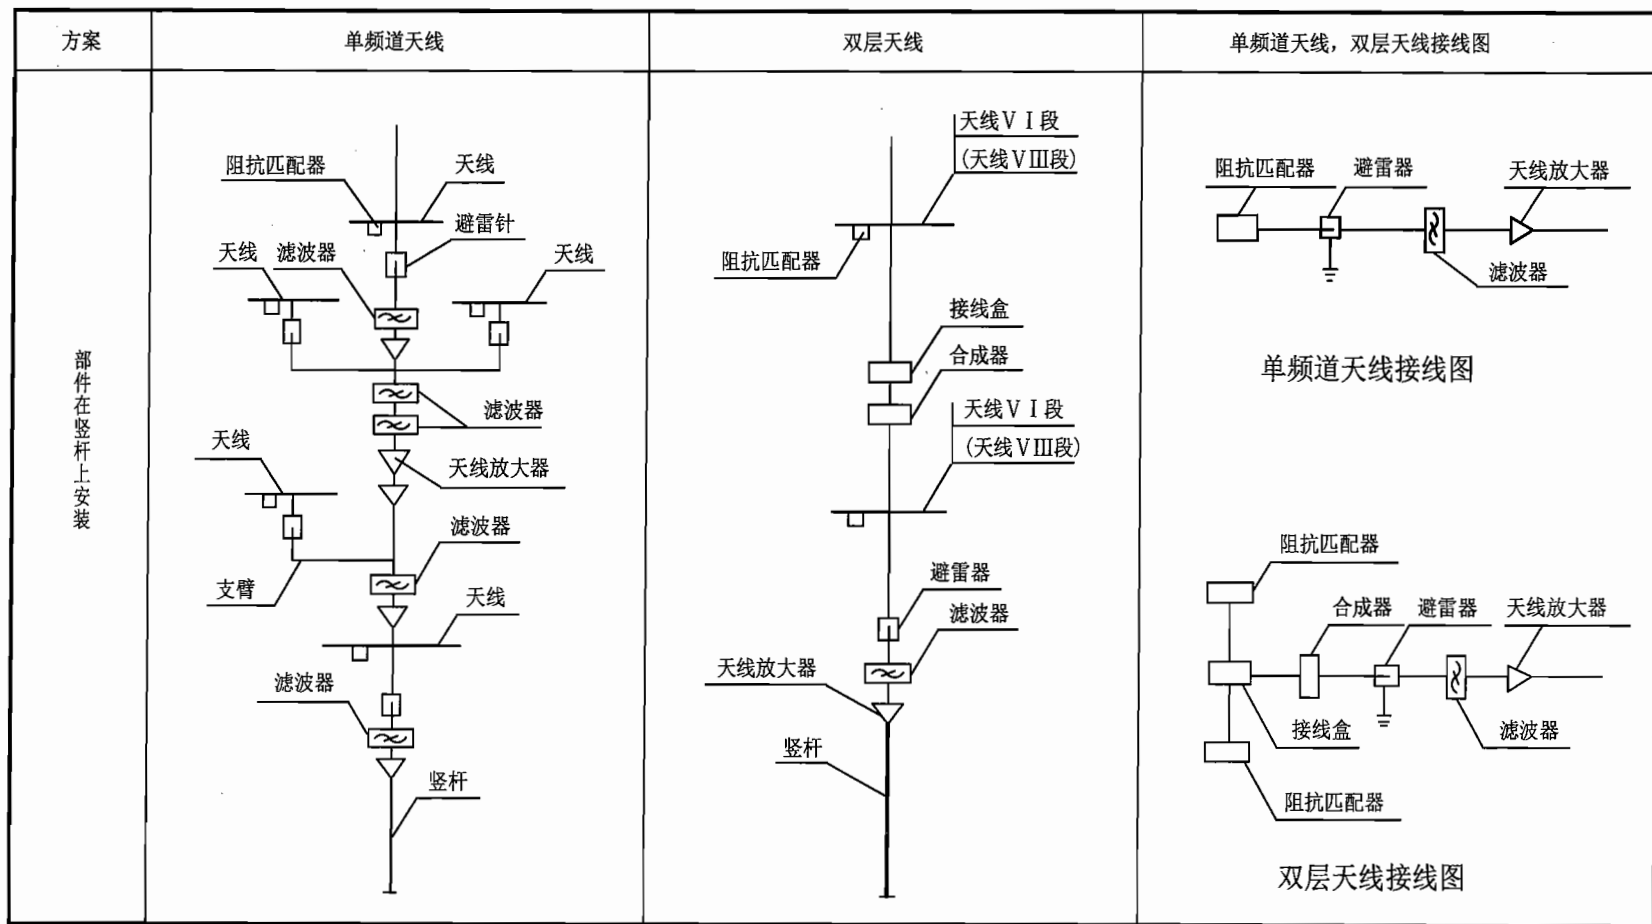 方案
单频道天线
双层天线
单频道天线，双层天线接线图
部件在竖杆上安装
阻抗匹配器
天线
避雷针
天线
滤波器
天线
滤波器
天线
天线放大器
滤波器
支臂
天线
滤波器
竖杆
天线ⅤⅠ段
(天线ⅤⅢ段)
阻抗匹配器
接线盒
合成器
天线ⅤⅠ段
(天线ⅤⅢ段)
避雷器
滤波器
天线放大器
竖杆
阻抗匹配器
避雷器
天线放大器
滤波器
单频道天线接线图
阻抗匹配器
合成器
避雷器
天线放大器
接线盒
滤波器
阻抗匹配器
双层天线接线图